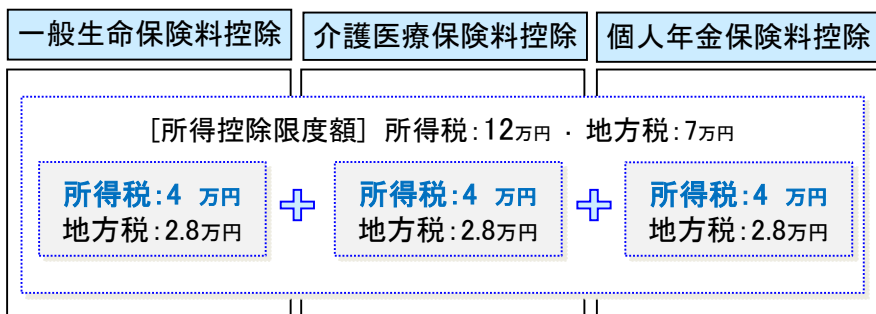 一般生命保険料控除
介護医療保険料控除
個人年金保険料控除
[所得控除限度額] 所得税:12万円 ・ 地方税:7万円
所得税:4 万円
地方税:2.8万円
所得税:4 万円
地方税:2.8万円
所得税:4 万円
地方税:2.8万円